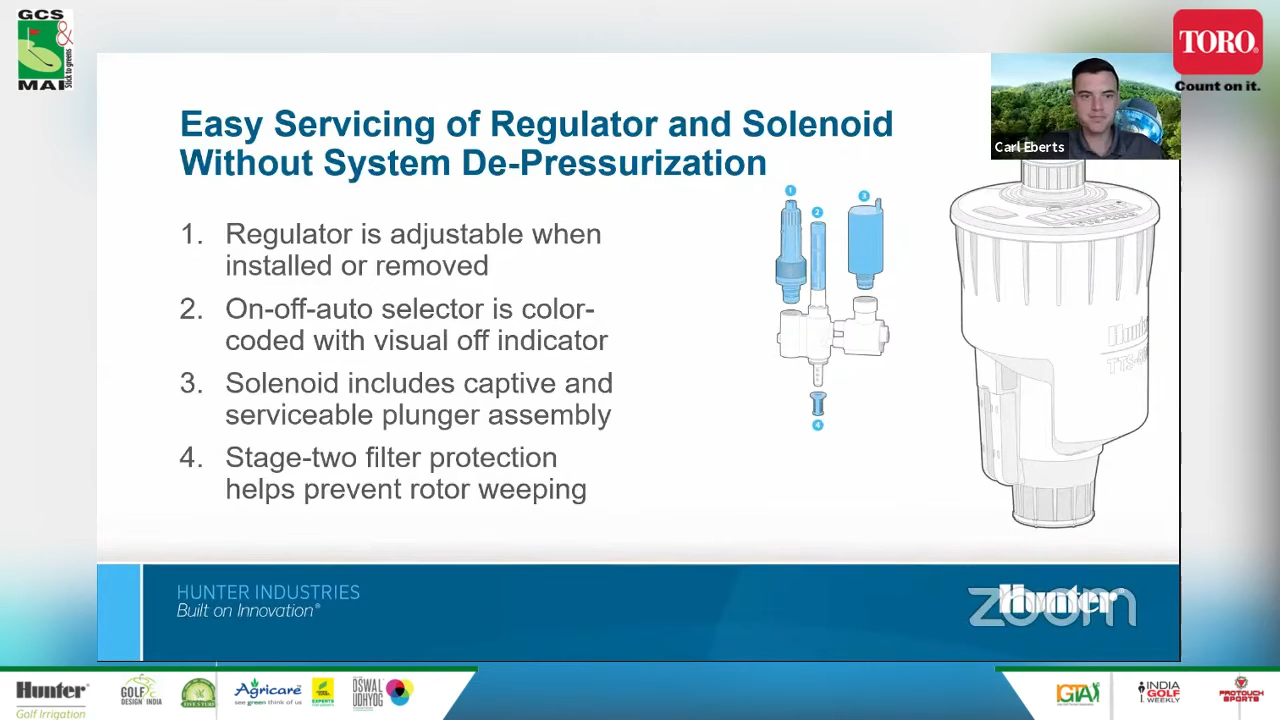 GCS
&
MAI
Stick to greens
TORO.
Count on it.
Easy Servicing of Regulator and Solenoid
Without System De-Pressurization
Carl Eberts
1. Regulator is adjustable when
installed or removed
2. On-off-auto selector is color-
coded with visual off indicator
3. Solenoid includes captive and
serviceable plunger assembly
4. Stage-two filter protection
helps prevent rotor weeping
1
2
3
4
Hunter
HUNTER INDUSTRIES
Built on Innovation®
Hunter®
zoom
Hunter®
Golf Irrigation
GOLF
DESIGN INDIA
Agricare
see green think of us
OSWAL
UDHYOG
IGTA
INDIA
GOLF
WEEKLY
PROTOUCH
SPORTS